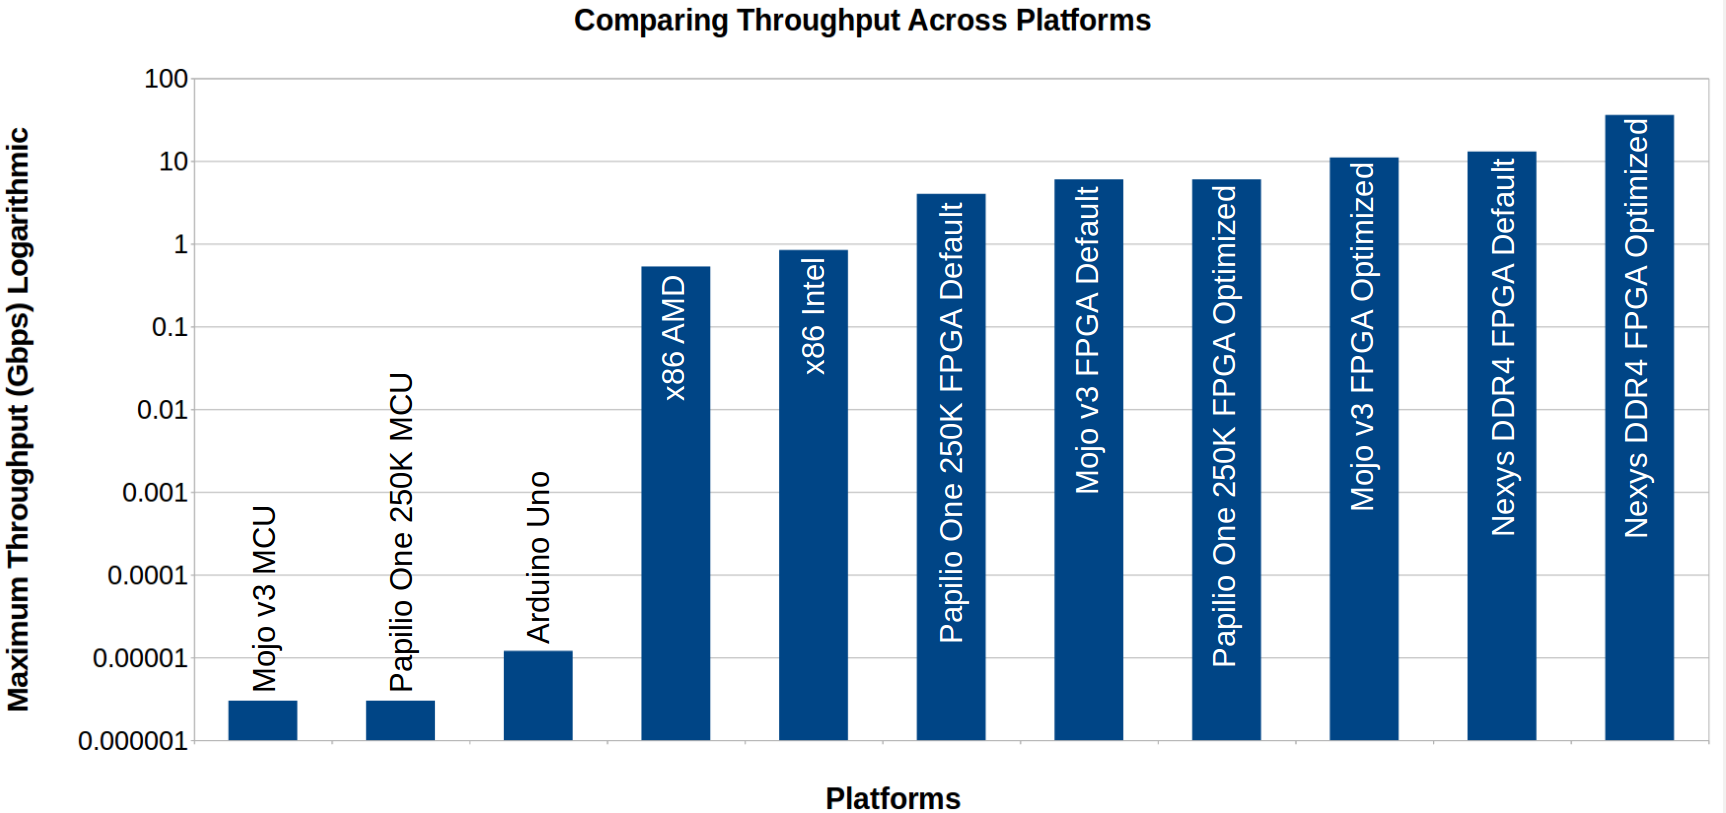 Comparing Throughput Across Platforms
Maximum Throughput (Gbps) Logarithmic
100
10
1
0.1
0.01
0.001
0.0001
0.00001
0.000001
Mojo v3 MCU
Papilio One 250K MCU
Arduino Uno
x86 AMD
x86 Intel
Papilio One 250K FPGA Default
Mojo v3 FPGA Default
Papilio One 250K FPGA Optimized
Mojo v3 FPGA Optimized
Nexys DDR4 FPGA Default
Nexys DDR4 FPGA Optimized
Platforms